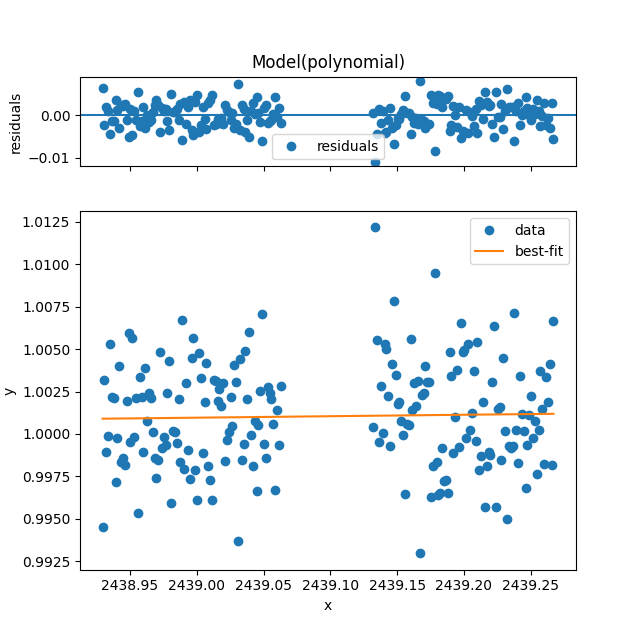 Model(polynomial)
residuals
0.00
−0.01
residuals
y
1.0125
1.0100
1.0075
1.0050
1.0025
1.0000
0.9975
0.9950
0.9925
data
best-fit
2438.95 2439.00 2439.05 2439.10 2439.15 2439.20 2439.25
x